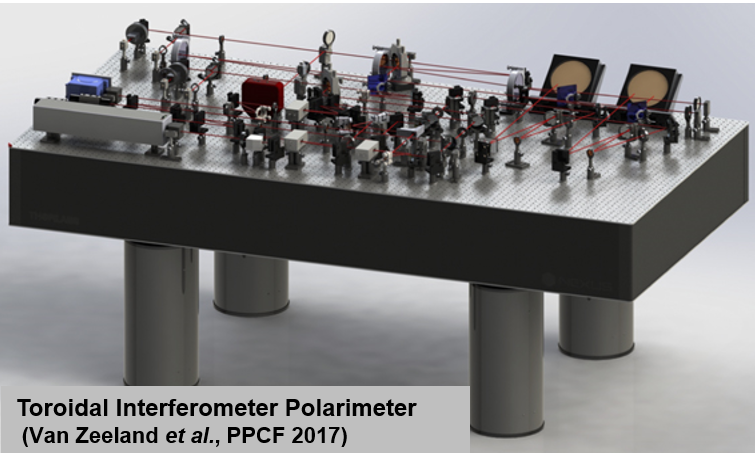 Toroidal Interferometer Polarimeter
(Van Zeeland et al., PPCF 2017)